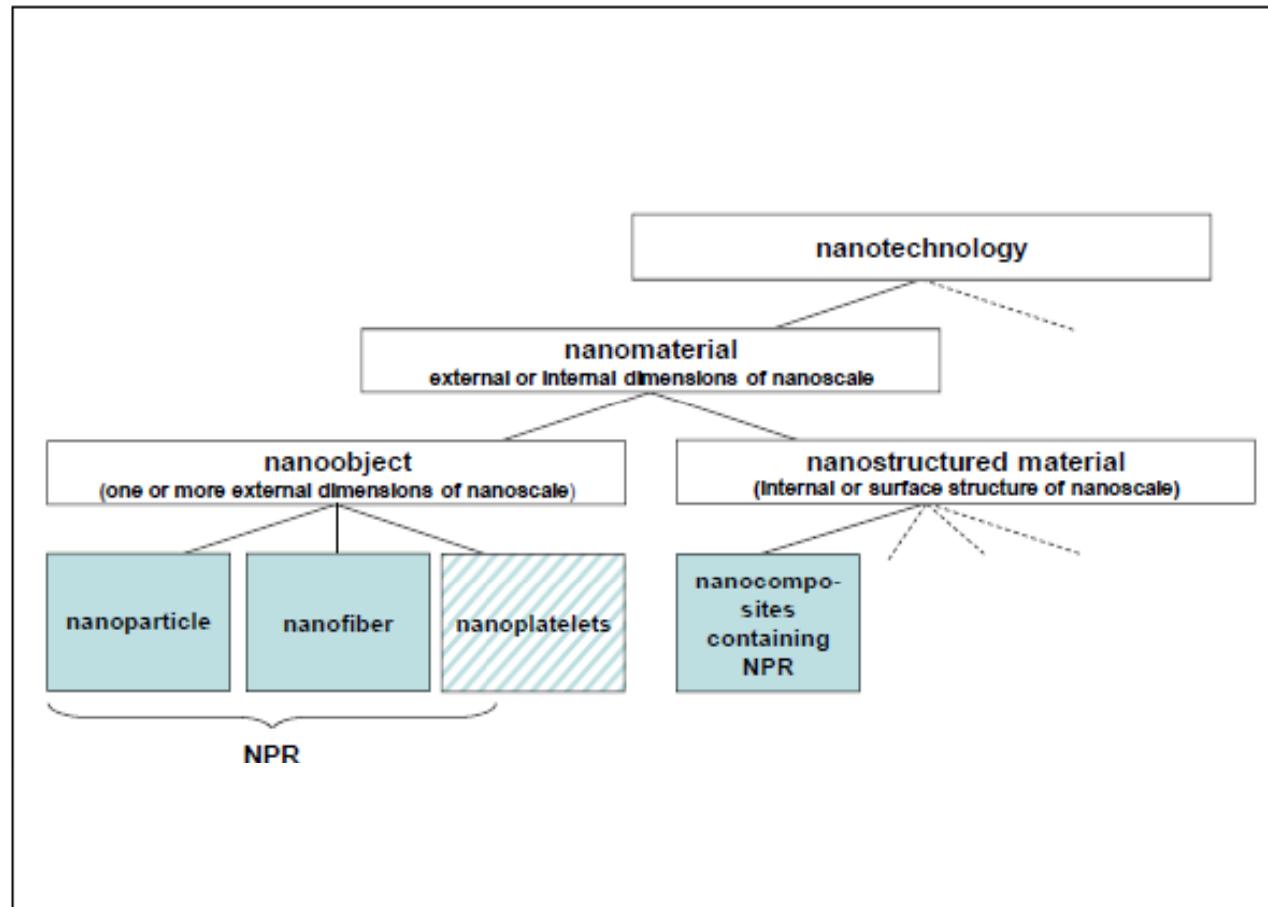 nanotechnology
nanomaterial
external or internal dimensions of nanoscale
nanoobject
(one or more external dimensions of nanoscale)
nanostructured material
(internal or surface structure of nanoscale)
nanoparticle
nanofiber
nanoplatelets
nanocompo-
sites
containing
NPR
NPR